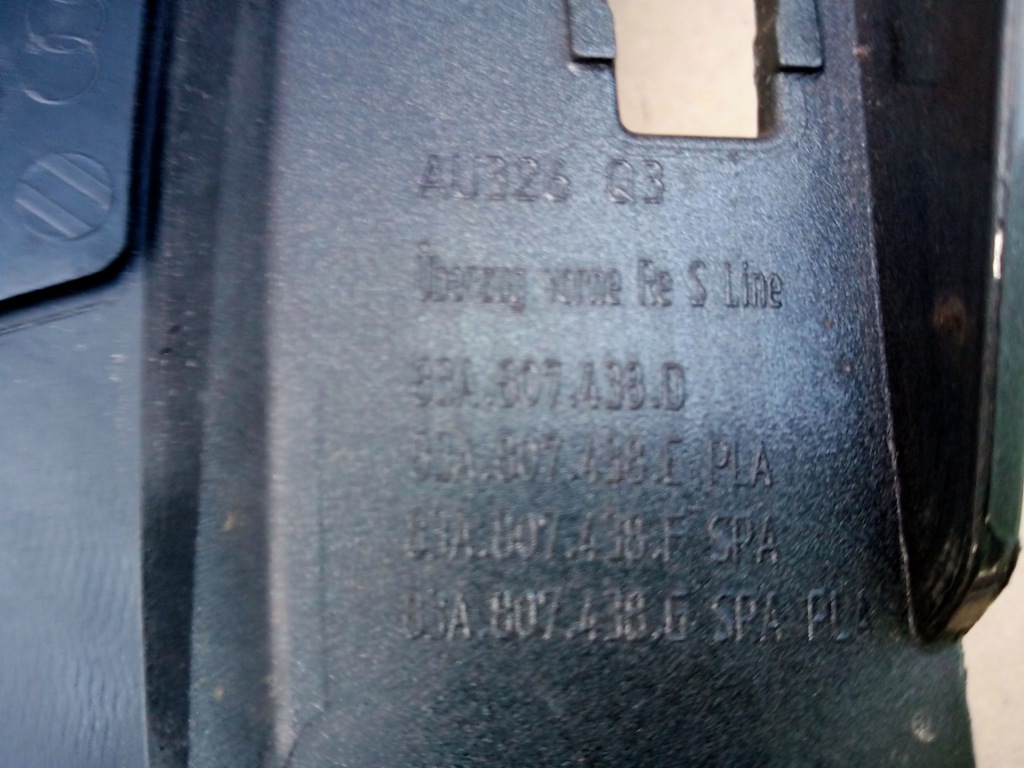 AU326 Q3
Überzug vorne Re S Line
83A.807.438.D
83A.807.438.E PLA
83A.807.438.F SPA
83A.807.438.G SPA PLA